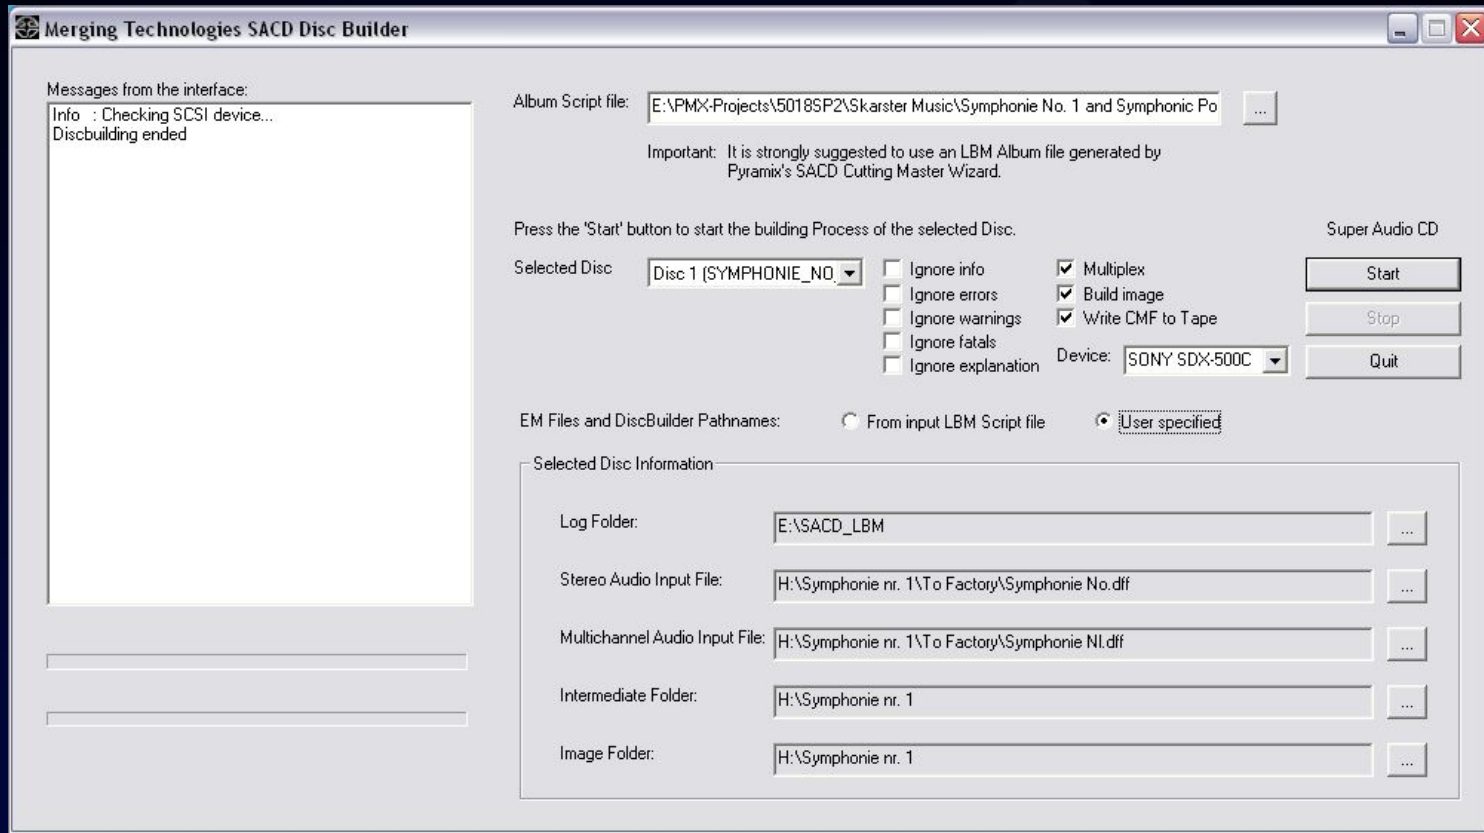 Merging Technologies SACD Disc Builder
Messages from the interface:
Info : Checking SCSI device...
Discbuilding ended
Album Script file:
E:\PMX-Projects\5018SP2\Skarster Music\Symphonie No. 1 and Symphonic Po
...
Important: It is strongly suggested to use an LBM Album file generated by
Pyramix's SACD Cutting Master Wizard.
Press the 'Start' button to start the building Process of the selected Disc.
Super Audio CD
Selected Disc
Disc 1 (SYMPHONIE_NO_
Ignore info
Ignore errors
Ignore warnings
Ignore fatals
Ignore explanation
Multiplex
Build image
Write CMF to Tape
Device: SONY SDX-500C
Start
Stop
Quit
EM Files and DiscBuilder Pathnames:
From input LBM Script file
User specified
Selected Disc Information
Log Folder:
E:\SACD_LBM
...
Stereo Audio Input File:
H:\Symphonie nr. 1\To Factory\Symphonie No.dff
...
Multichannel Audio Input File:
H:\Symphonie nr. 1\To Factory\Symphonie NI.dff
...
Intermediate Folder:
H:\Symphonie nr. 1
...
Image Folder:
H:\Symphonie nr. 1
...